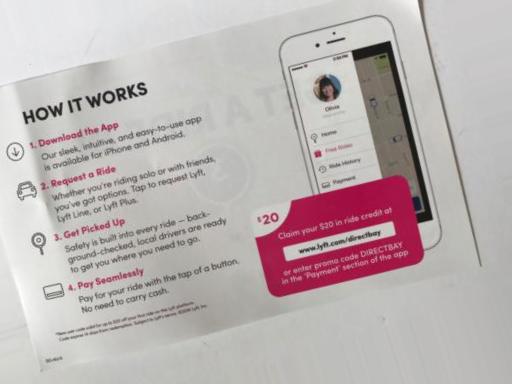 HOW IT WORKS
1. Download the App
Our sleek, intuitive, and easy-to-use app
is available for iPhone and Android.
2. Request a Ride
Whether you're riding solo or with friends,
you've got options. Tap to request Lyft,
Lyft Line, or Lyft Plus.
3. Get Picked Up
Safety is built into every ride — back-
ground-checked, local drivers are ready
to get you where you need to go.
4. Pay Seamlessly
Pay for your ride with the tap of a button.
No need to carry cash.
Olivia
Home
Free Rides
Ride History
Payment
$20
Claim your $20 in ride credit at
www.lyft.com/directbay
or enter promo code DIRECTBAY
in the 'Payment' section of the app